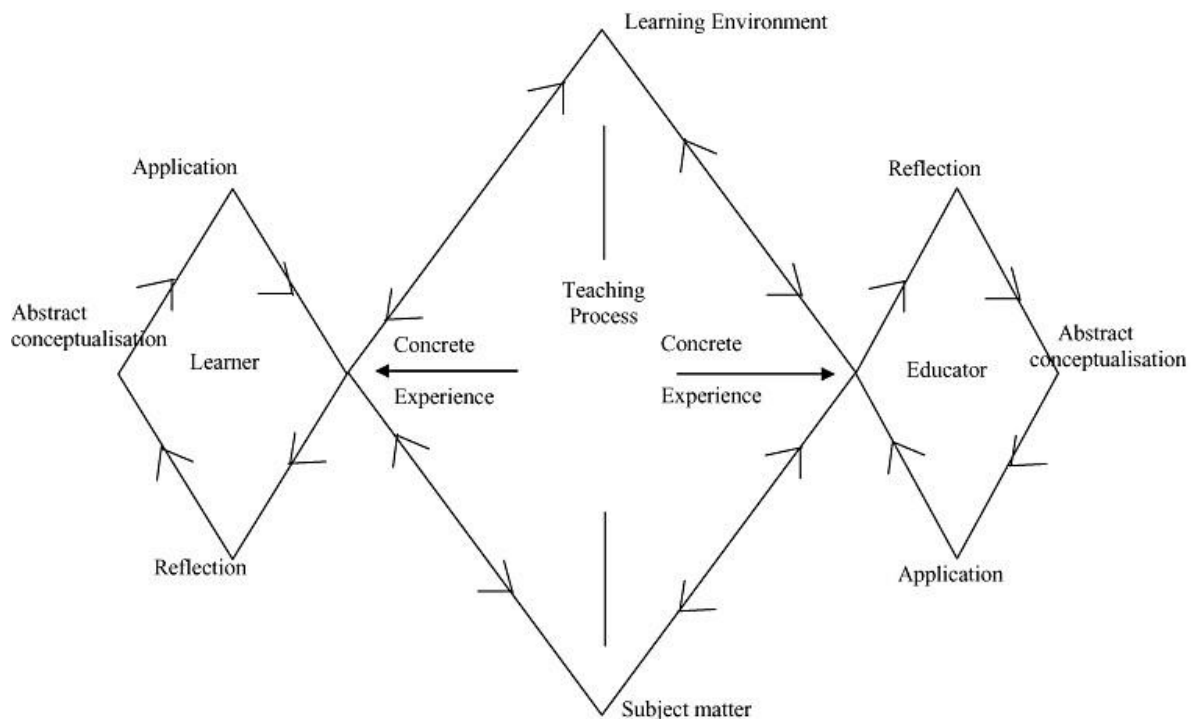 Learning Environment
Application
Reflection
Teaching
Process
Abstract
conceptualisation
Learner
Concrete
Experience
Concrete
Experience
Educator
Abstract
conceptualisation
Reflection
Application
Subject matter